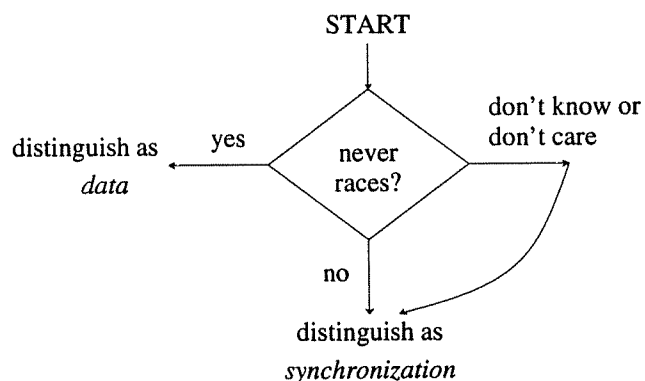 START
don't know or
don't care
yes
distinguish as
data
never
races?
no
distinguish as
synchronization